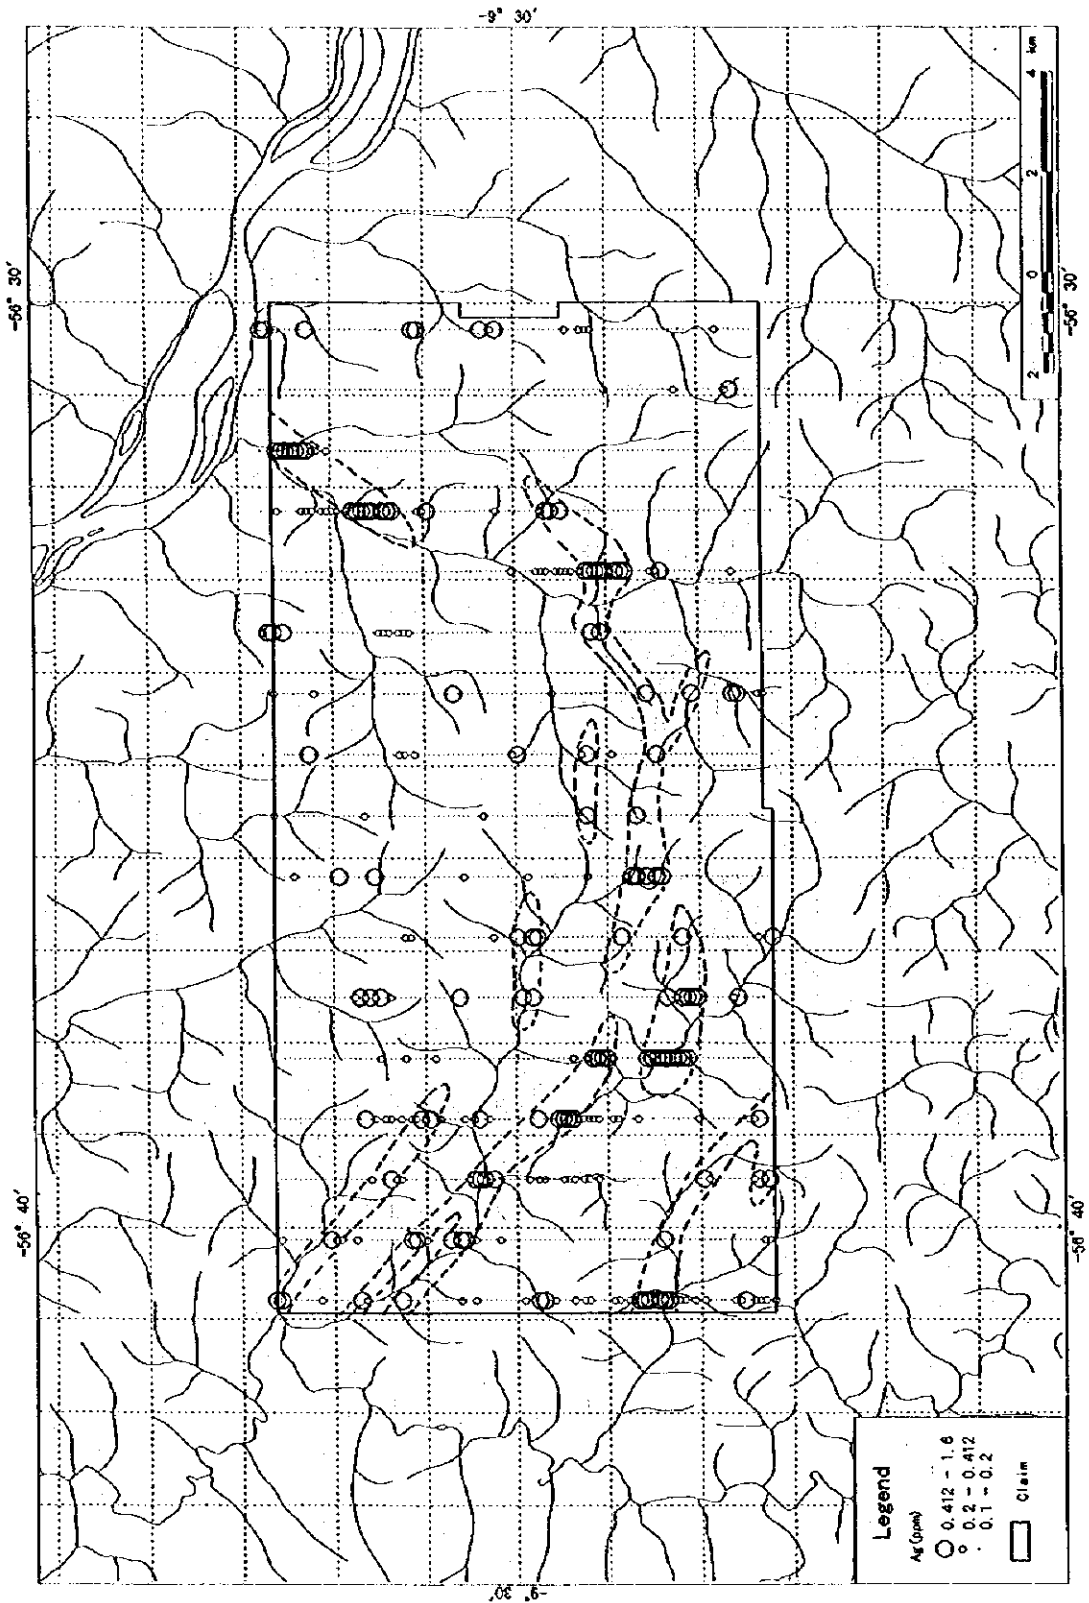 -9° 30′
-56° 30′
-56° 40′
2 0 2 4 km
-56° 30′
-56° 40′
-9° 30′
Legend
Ag (ppm)
0.412 - 1.6
0.2 - 0.412
0.1 - 0.2
Claim